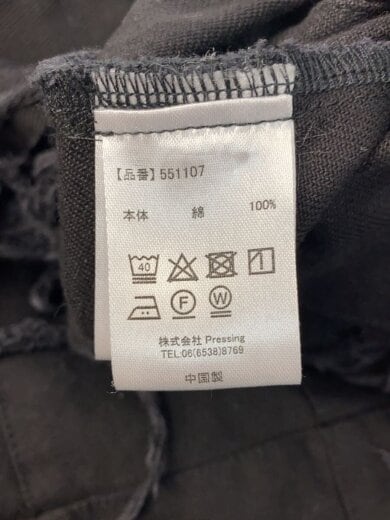 【品番】551107
本体 綿 100%
40
F W
株式会社 Pressing
TEL:06(6538)8769
中国製